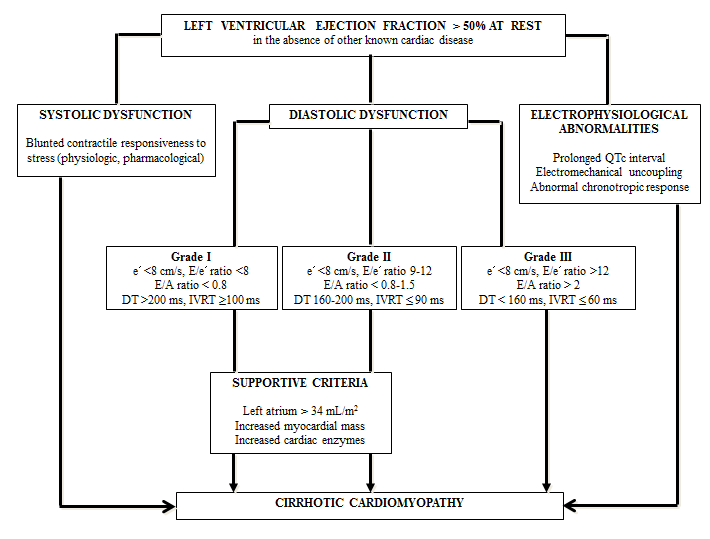 LEFT VENTRICULAR EJECTION FRACTION > 50% AT REST
in the absence of other known cardiac disease
SYSTOLIC DYSFUNCTION
Blunted contractile responsiveness to
stress (physiologic, pharmacological)
DIASTOLIC DYSFUNCTION
ELECTROPHYSIOLOGICAL
ABNORMALITIES
Prolonged QTc interval
Electromechanical uncoupling
Abnormal chronotropic response
Grade I
e´ <8 cm/s, E/e´ ratio <8
E/A ratio < 0.8
DT >200 ms, IVRT ≥100 ms
Grade II
e´ <8 cm/s, E/e´ ratio 9-12
E/A ratio < 0.8-1.5
DT 160-200 ms, IVRT ≤ 90 ms
Grade III
e´ <8 cm/s, E/e´ ratio >12
E/A ratio > 2
DT < 160 ms, IVRT ≤ 60 ms
SUPPORTIVE CRITERIA
Left atrium > 34 mL/m²
Increased myocardial mass
Increased cardiac enzymes
CIRRHOTIC CARDIOMYOPATHY